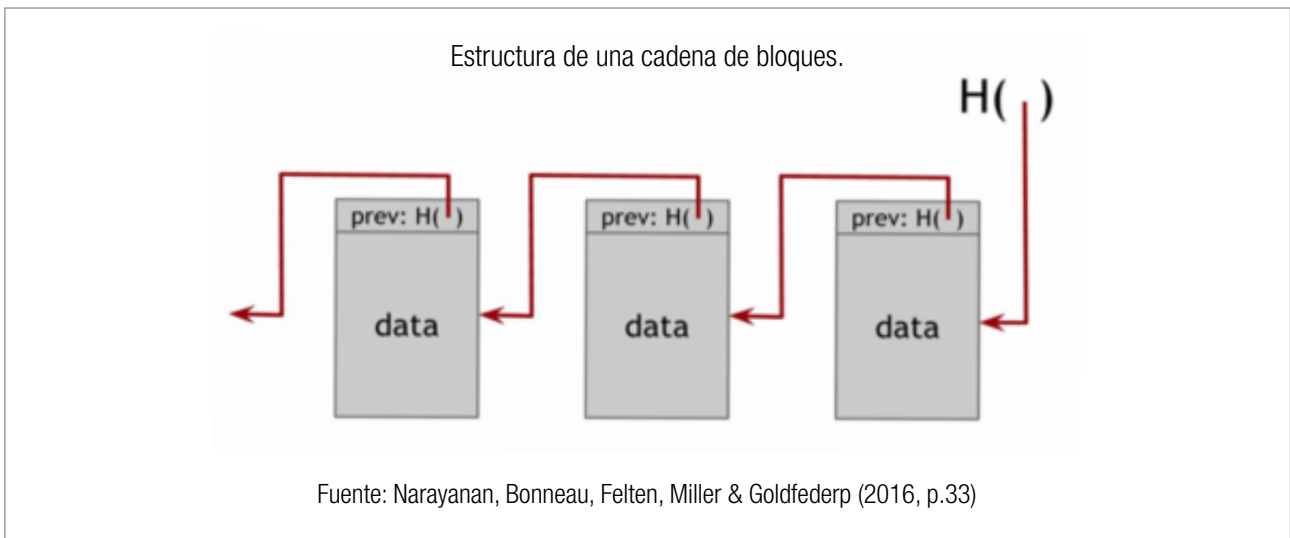 Estructura de una cadena de bloques.
H( )
prev: H( ) prev: H( ) prev: H( )
data data data
Fuente: Narayanan, Bonneau, Felten, Miller & Goldfederp (2016, p.33)